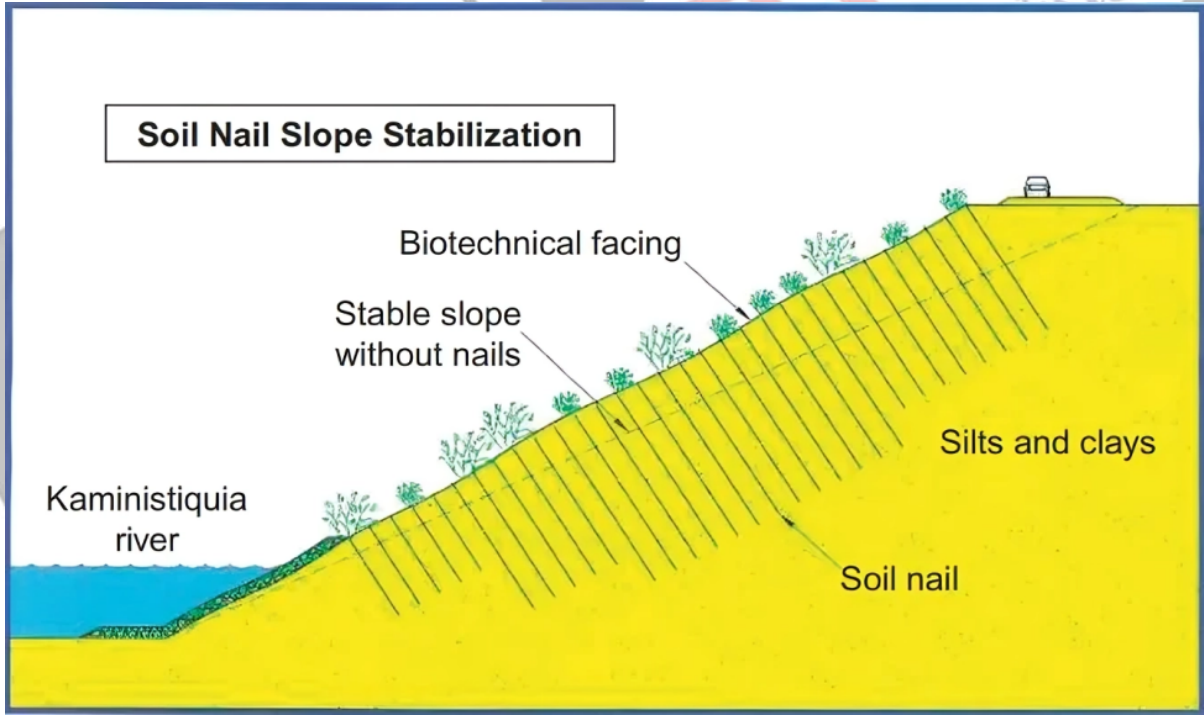 Soil Nail Slope Stabilization
Biotechnical facing
Stable slope
without nails
Silts and clays
Kaministiquia
river
Soil nail